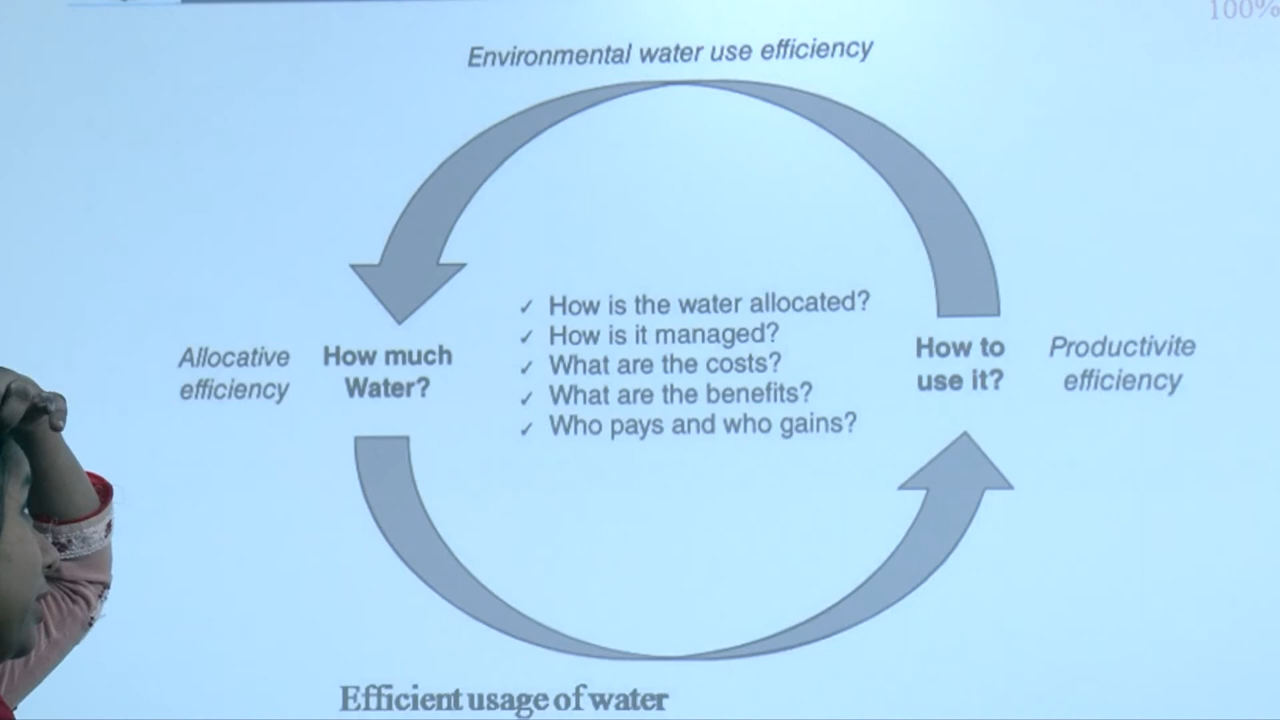 100%
Environmental water use efficiency
Allocative
efficiency
How much
Water?
✓ How is the water allocated?
✓ How is it managed?
✓ What are the costs?
✓ What are the benefits?
✓ Who pays and who gains?
How to
use it?
Productivite
efficiency
Efficient usage of water